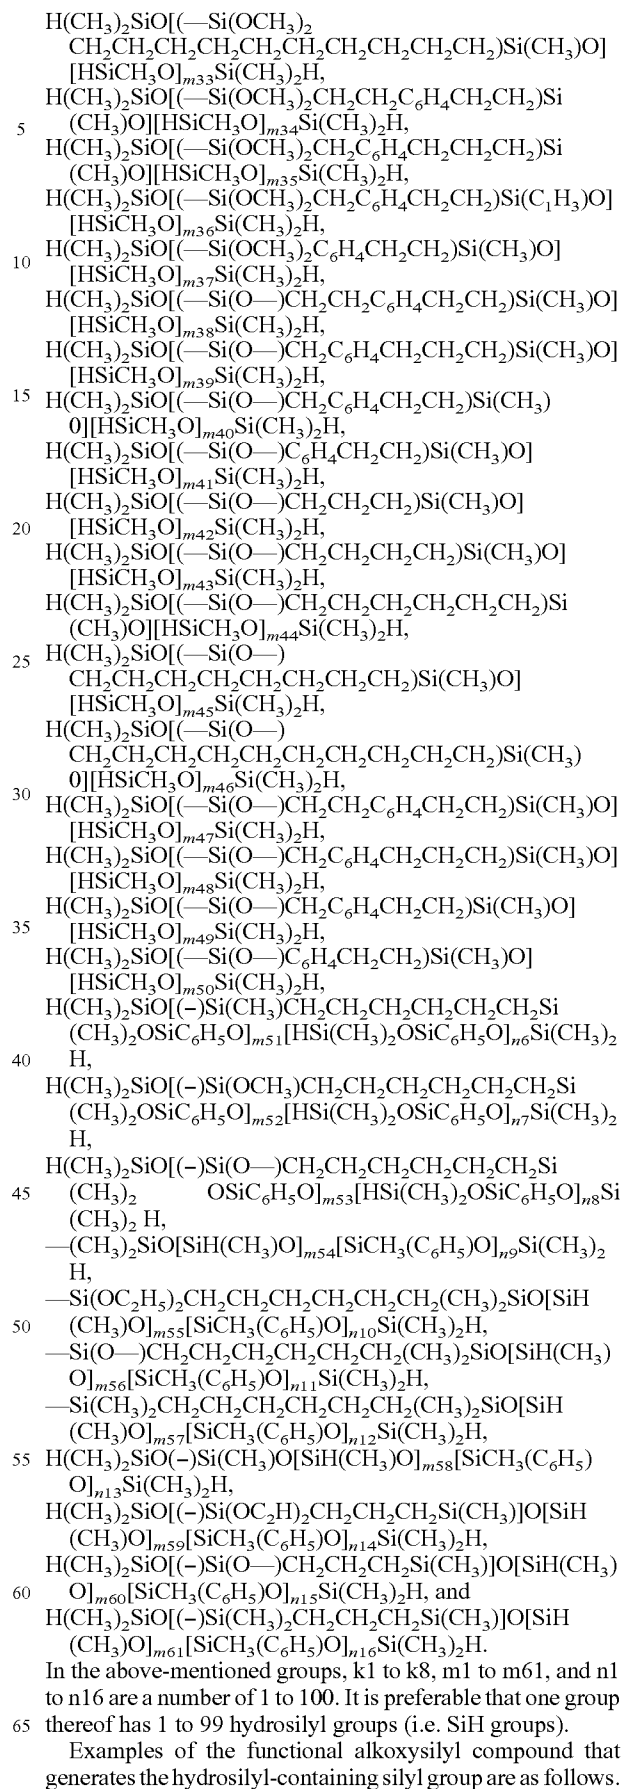 H(CH₃)₂SiO[(—Si(OCH₃)₂
CH₂CH₂CH₂CH₂CH₂CH₂CH₂CH₂CH₂CH₂)Si(CH₃)O]
[HSiCH₃O]m33Si(CH₃)₂H,
H(CH₃)₂SiO[(—Si(OCH₃)₂CH₂CH₂C₆H₄CH₂CH₂)Si
5 (CH₃)O][HSiCH₃O]m34Si(CH₃)₂H,
H(CH₃)₂SiO[(—Si(OCH₃)₂CH₂C₆H₄CH₂CH₂CH₂)Si
(CH₃)O][HSiCH₃O]m35Si(CH₃)₂H,
H(CH₃)₂SiO[(—Si(OCH₃)₂CH₂C₆H₄CH₂CH₂)Si(C₁H₃)O]
[HSiCH₃O]m36Si(CH₃)₂H,
10 H(CH₃)₂SiO[(—Si(OCH₃)₂C₆H₄CH₂CH₂)Si(CH₃)O]
[HSiCH₃O]m37Si(CH₃)₂H,
H(CH₃)₂SiO[(—Si(O—)CH₂CH₂C₆H₄CH₂CH₂)Si(CH₃)O]
[HSiCH₃O]m38Si(CH₃)₂H,
H(CH₃)₂SiO[(—Si(O—)CH₂C₆H₄CH₂CH₂CH₂)Si(CH₃)O]
[HSiCH₃O]m39Si(CH₃)₂H,
15 H(CH₃)₂SiO[(—Si(O—)CH₂C₆H₄CH₂CH₂)Si(CH₃)
0][HSiCH₃O]m40Si(CH₃)₂H,
H(CH₃)₂SiO[(—Si(O—)C₆H₄CH₂CH₂)Si(CH₃)O]
[HSiCH₃O]m41Si(CH₃)₂H,
H(CH₃)₂SiO[(—Si(O—)CH₂CH₂CH₂)Si(CH₃)O]
20 [HSiCH₃O]m42Si(CH₃)₂H,
H(CH₃)₂SiO[(—Si(O—)CH₂CH₂CH₂CH₂)Si(CH₃)O]
[HSiCH₃O]m43Si(CH₃)₂H,
H(CH₃)₂SiO[(—Si(O—)CH₂CH₂CH₂CH₂CH₂CH₂)Si
(CH₃)O][HSiCH₃O]m44Si(CH₃)₂H,
25 H(CH₃)₂SiO[(—Si(O—)
CH₂CH₂CH₂CH₂CH₂CH₂CH₂CH₂)Si(CH₃)O]
[HSiCH₃O]m45Si(CH₃)₂H,
H(CH₃)₂SiO[(—Si(O—)
CH₂CH₂CH₂CH₂CH₂CH₂CH₂CH₂CH₂CH₂)Si(CH₃)
0][HSiCH₃O]m46Si(CH₃)₂H,
30 H(CH₃)₂SiO[(—Si(O—)CH₂CH₂C₆H₄CH₂CH₂)Si(CH₃)O]
[HSiCH₃O]m47Si(CH₃)₂H,
H(CH₃)₂SiO[(—Si(O—)CH₂C₆H₄CH₂CH₂CH₂)Si(CH₃)O]
[HSiCH₃O]m48Si(CH₃)₂H,
H(CH₃)₂SiO[(—Si(O—)CH₂C₆H₄CH₂CH₂)Si(CH₃)O]
35 [HSiCH₃O]m49Si(CH₃)₂H,
H(CH₃)₂SiO[(—Si(O—)C₆H₄CH₂CH₂)Si(CH₃)O]
[HSiCH₃O]m50Si(CH₃)₂H,
H(CH₃)₂SiO[(–)Si(CH₃)CH₂CH₂CH₂CH₂CH₂CH₂Si
(CH₃)₂OSiC₆H₅O]m51[HSi(CH₃)₂OSiC₆H₅O]n6Si(CH₃)₂
40 H,
H(CH₃)₂SiO[(–)Si(OCH₃)CH₂CH₂CH₂CH₂CH₂CH₂Si
(CH₃)₂OSiC₆H₅O]m52[HSi(CH₃)₂OSiC₆H₅O]n7Si(CH₃)₂
H,
H(CH₃)₂SiO[(–)Si(O—)CH₂CH₂CH₂CH₂CH₂CH₂Si
45 (CH₃)₂ OSiC₆H₅O]m53[HSi(CH₃)₂OSiC₆H₅O]n8Si
(CH₃)₂ H,
—(CH₃)₂SiO[SiH(CH₃)O]m54[SiCH₃(C₆H₅)O]n9Si(CH₃)₂
H,
—Si(OC₂H₅)₂CH₂CH₂CH₂CH₂CH₂CH₂(CH₃)₂SiO[SiH
50 (CH₃)O]m55[SiCH₃(C₆H₅)O]n10Si(CH₃)₂H,
—Si(O—)CH₂CH₂CH₂CH₂CH₂CH₂(CH₃)₂SiO[SiH(CH₃)
O]m56[SiCH₃(C₆H₅)O]n11Si(CH₃)₂H,
—Si(CH₃)₂CH₂CH₂CH₂CH₂CH₂CH₂(CH₃)₂SiO[SiH
(CH₃)O]m57[SiCH₃(C₆H₅)O]n12Si(CH₃)₂H,
55 H(CH₃)₂SiO(–)Si(CH₃)O[SiH(CH₃)O]m58[SiCH₃(C₆H₅)
O]n13Si(CH₃)₂H,
H(CH₃)₂SiO[(–)Si(OC₂H)₂CH₂CH₂CH₂Si(CH₃)]O[SiH
(CH₃)O]m59[SiCH₃(C₆H₅)O]n14Si(CH₃)₂H,
H(CH₃)₂SiO[(–)Si(O—)CH₂CH₂CH₂Si(CH₃)]O[SiH(CH₃)
60 O]m60[SiCH₃(C₆H₅)O]n15Si(CH₃)₂H, and
H(CH₃)₂SiO[(–)Si(CH₃)₂CH₂CH₂CH₂Si(CH₃)]O[SiH
(CH₃)O]m61[SiCH₃(C₆H₅)O]n16Si(CH₃)₂H.
In the above-mentioned groups, k1 to k8, m1 to m61, and n1
to n16 are a number of 1 to 100. It is preferable that one group
65 thereof has 1 to 99 hydrosilyl groups (i.e. SiH groups).
Examples of the functional alkoxysilyl compound that
generates the hydrosilyl-containing silyl group are as follows.